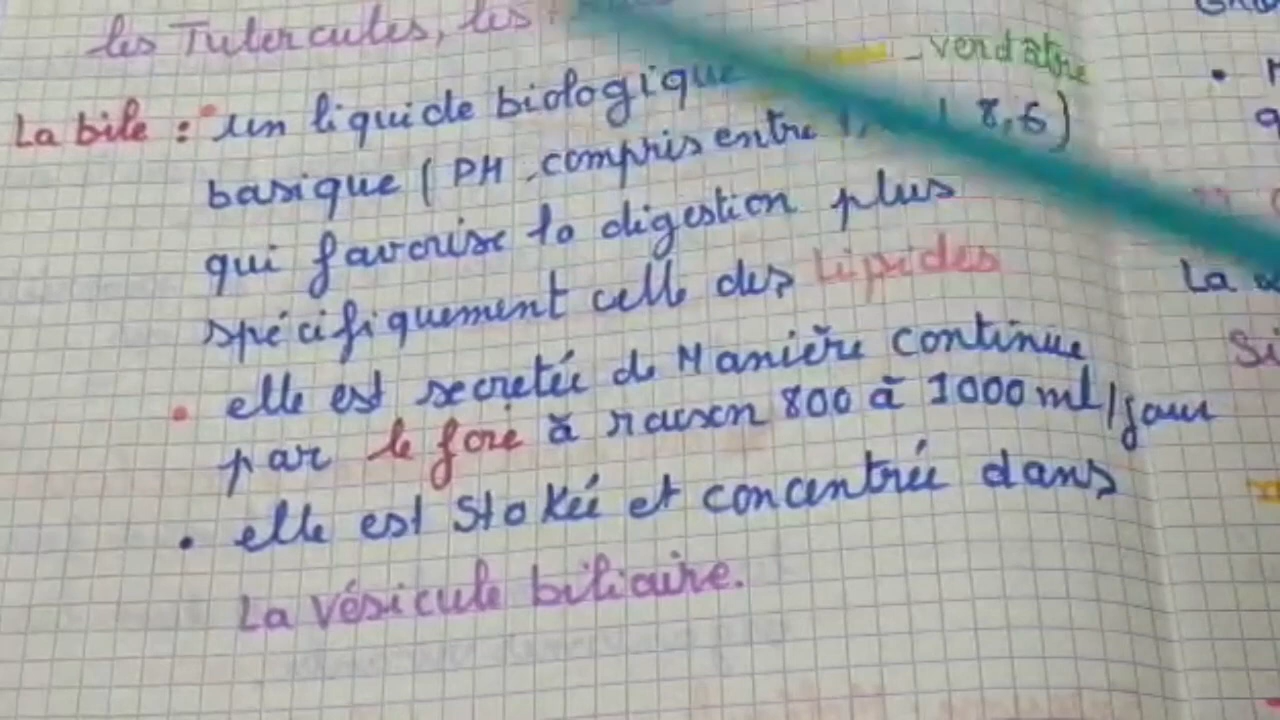 les Tubercules, les
La bile : un liquide biologique - verdâtre
basique ( PH compris entre 8,6)
qui favorise la digestion plus
spécifiquement celle des lipides
• elle est secretée de Manière continue
par le foie à raison 800 à 1000 ml/jour
• elle est Stokée et concentrée dans
La vésicule biliaire.
La
Si